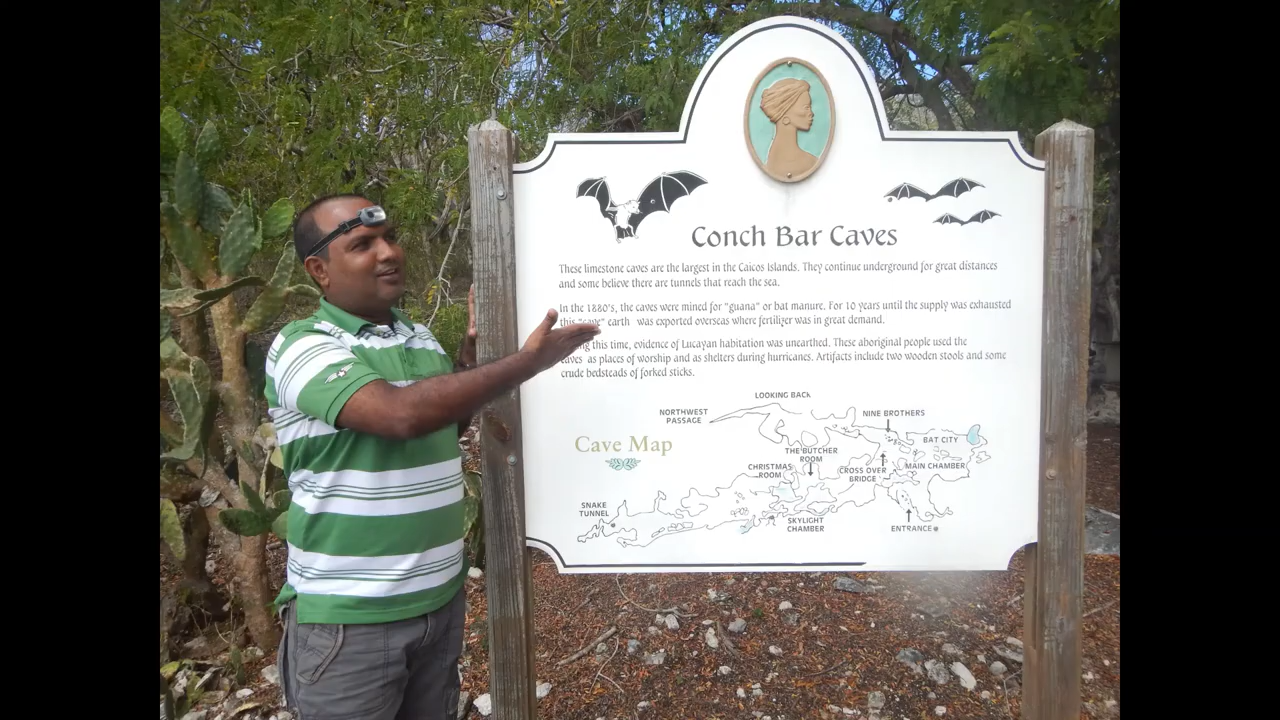 Conch Bar Caves
These limestone caves are the largest in the Caicos Islands. They continue underground for great distances
and some believe there are tunnels that reach the sea.
In the 1880's, the caves were mined for "guana" or bat manure. For 10 years until the supply was exhausted
this "cave" earth was exported overseas where fertilizer was in great demand.
this time, evidence of Lucayan habitation was unearthed. These aboriginal people used the
caves as places of worship and as shelters during hurricanes. Artifacts include two wooden stools and some
crude bedsteads of forked sticks.
LOOKING BACK
NORTHWEST
PASSAGE
NINE BROTHERS
Cave Map
BAT CITY
THE BUTCHER
ROOM
MAIN CHAMBER
CHRISTMAS
ROOM
CROSS OVER
BRIDGE
SNAKE
TUNNEL
SKYLIGHT
CHAMBER
ENTRANCE